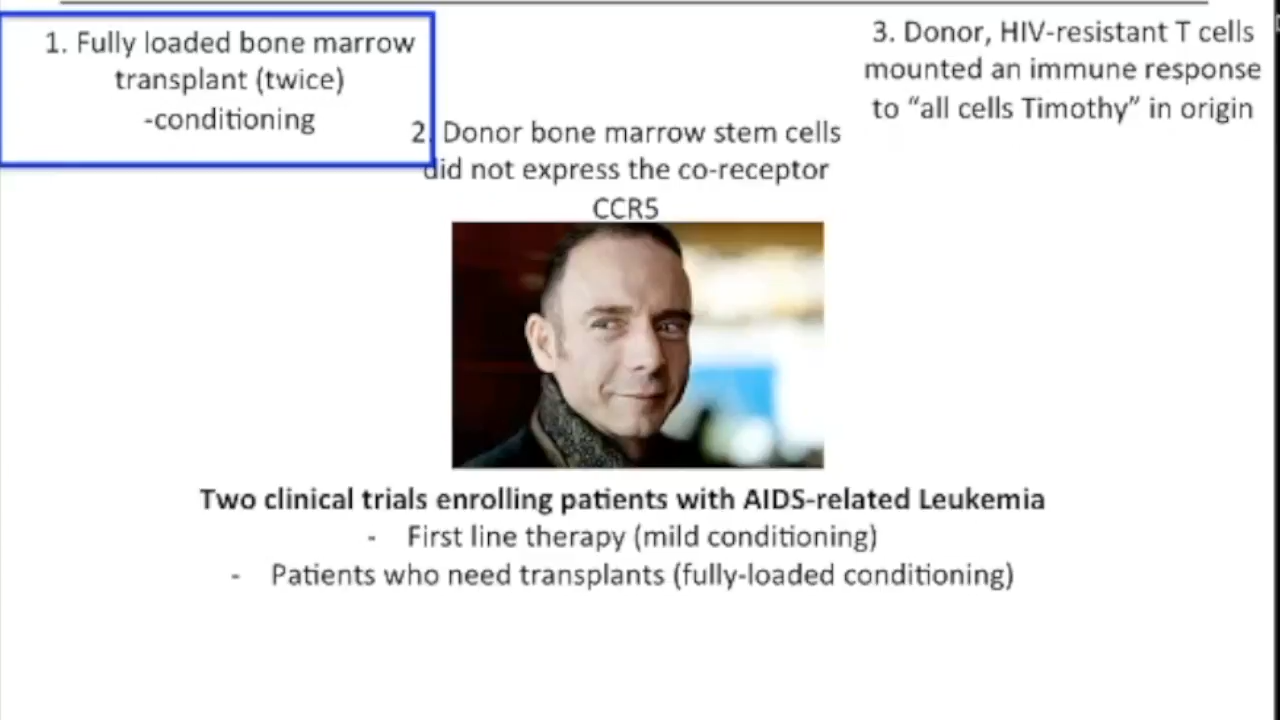 1. Fully loaded bone marrow
transplant (twice)
-conditioning
2. Donor bone marrow stem cells
did not express the co-receptor
CCR5
3. Donor, HIV-resistant T cells
mounted an immune response
to “all cells Timothy” in origin
Two clinical trials enrolling patients with AIDS-related Leukemia
- First line therapy (mild conditioning)
- Patients who need transplants (fully-loaded conditioning)